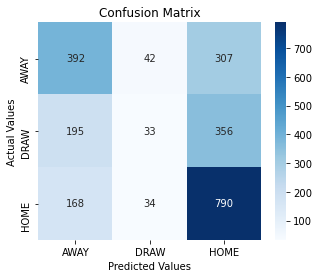 Confusion Matrix
AWAY 392 42 307
DRAW 195 33 356
HOME 168 34 790
Actual Values
AWAY DRAW HOME
Predicted Values
700
600
500
400
300
200
100